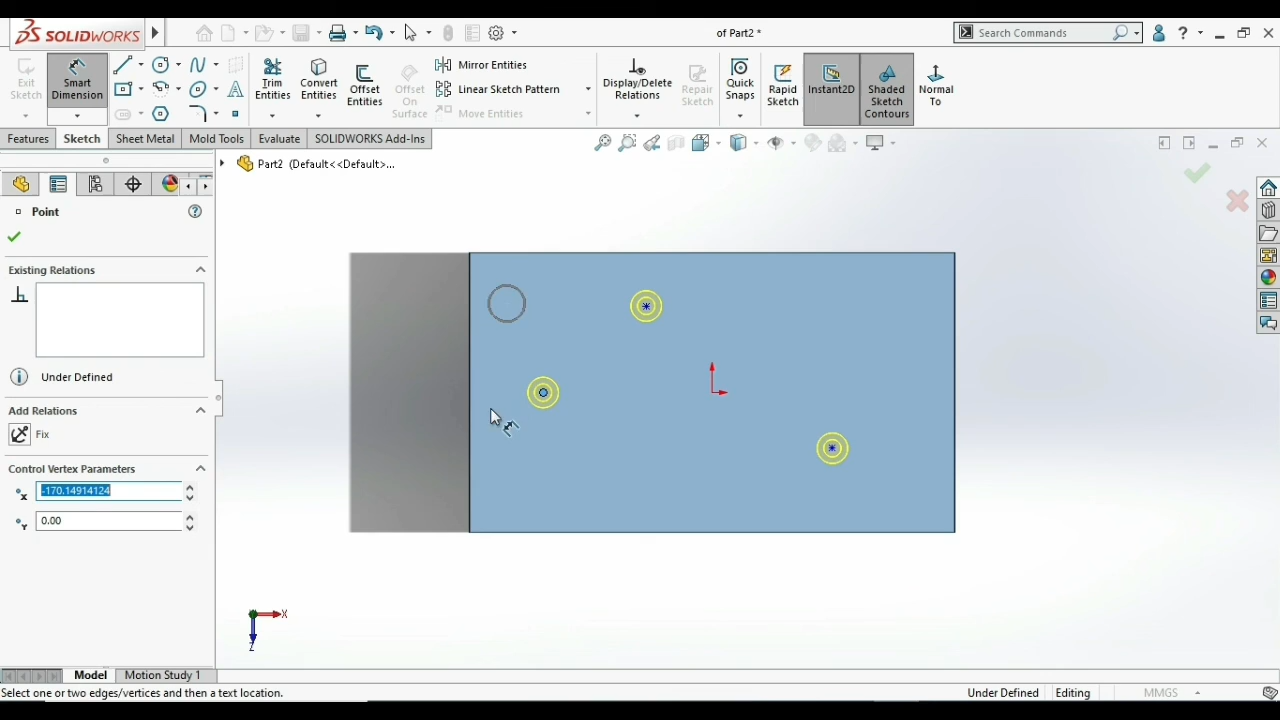 SOLIDWORKS
of Part2 *
Search Commands
Exit Sketch
Smart Dimension
Trim Entities
Convert Entities
Offset Entities
Offset On Surface
Mirror Entities
Linear Sketch Pattern
Move Entities
Display/Delete Relations
Repair Sketch
Quick Snaps
Rapid Sketch
Instant2D
Shaded Sketch Contours
Normal To
Features Sketch Sheet Metal Mold Tools Evaluate SOLIDWORKS Add-Ins
Part2 (Default<<Default>...
Point
Existing Relations
Under Defined
Add Relations
Fix
Control Vertex Parameters
X -170.14914124
Y 0.00
X
Z
Model Motion Study 1
Select one or two edges/vertices and then a text location.
Under Defined Editing MMGS